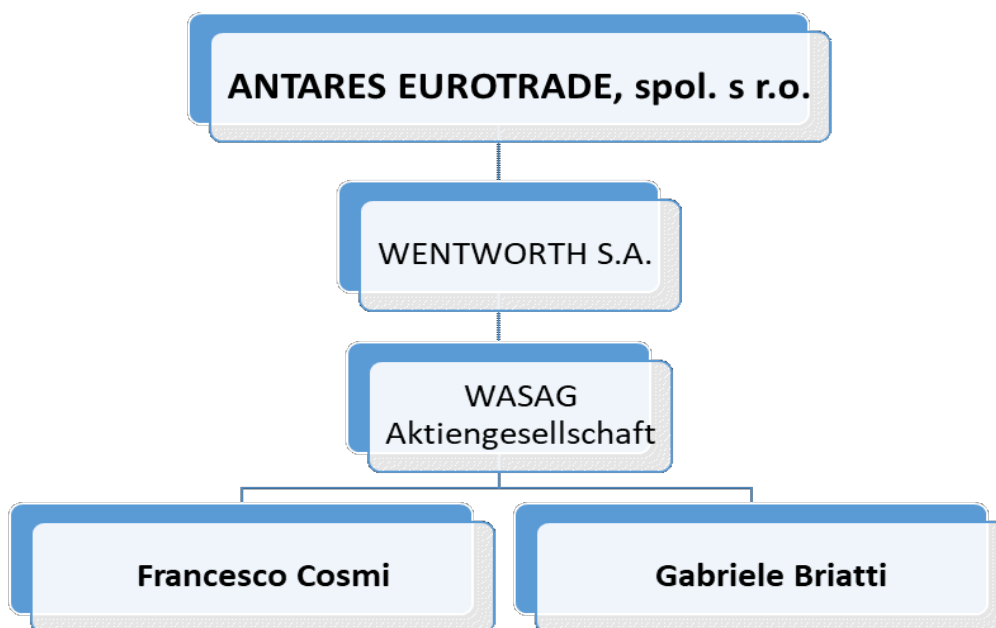 ANTARES EUROTRADE, spol. s r.o.
WENTWORTH S.A.
WASAG
Aktiengesellschaft
Francesco Cosmi
Gabriele Briatti